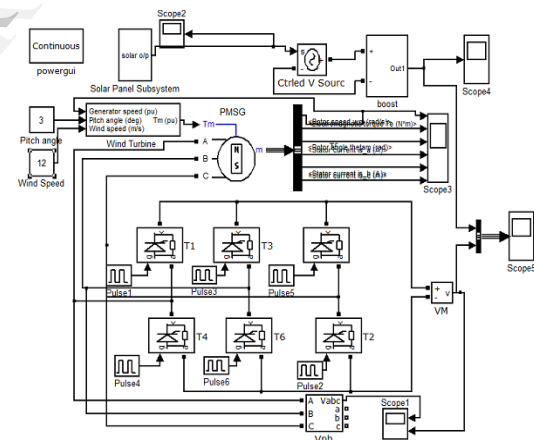 Scope2
Continuous
powergui
solar o/p
Solar Panel Subsystem
s
+
-
Ctrled V Sourc
+
-
Out1
boost
Scope4
3
Pitch angle
12
Wind Speed
Generator speed (pu)
Pitch angle (deg)
Wind speed (m/s)
Tm (pu)
Wind Turbine
PMSG
Tm
A
B
C
N
S
m
Scope3
Scope5
T1
T3
Pulse1
Pulse3
Pulse5
T4
T6
T2
Pulse4
Pulse6
Pulse2
+
-
v
VM
A
B
C
Vabc
a
b
c
Vph
Scope1